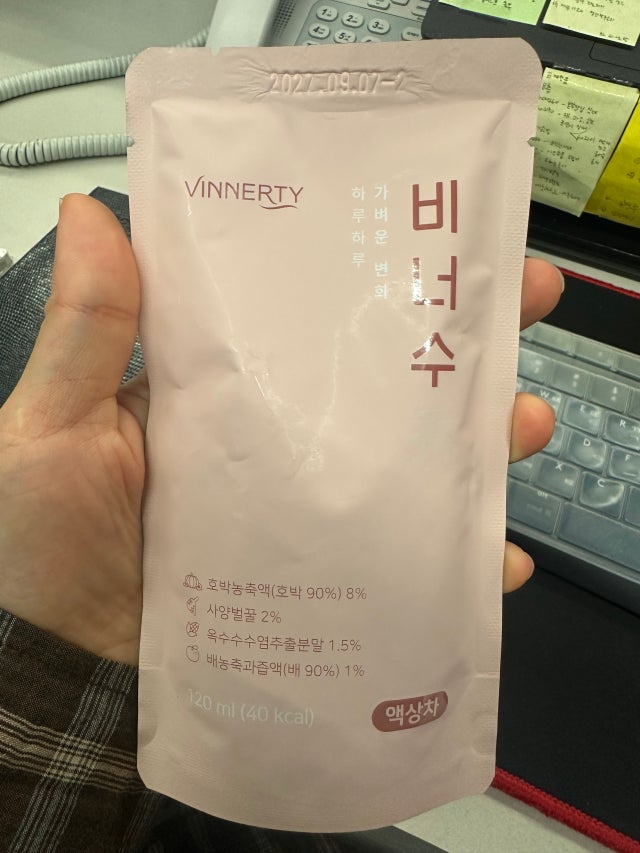 2027.09.07-2
VINNERTY
비너수
가벼운 변화
하루하루
호박농축액(호박 90%) 8%
사양벌꿀 2%
옥수수수염추출분말 1.5%
배농축과즙액(배 90%) 1%
120 ml (40 kcal)
액상차